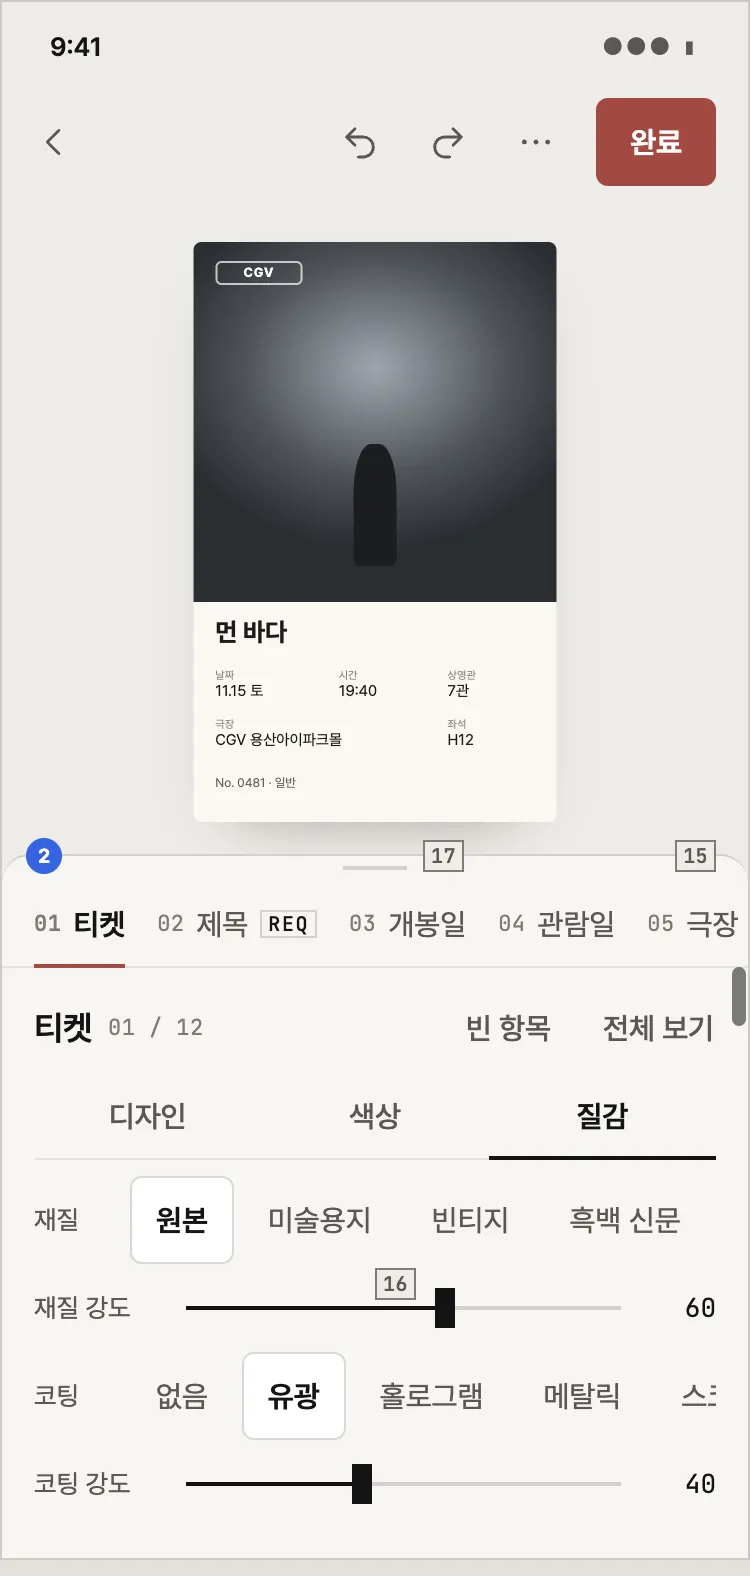 9:41
완료
CGV
먼 바다
날짜 시간 상영관
11.15 토 19:40 7관
극장 좌석
CGV 용산아이파크몰 H12
No. 0481 · 일반
2 17 15
01 티켓 02 제목 REQ 03 개봉일 04 관람일 05 극장
티켓 01 / 12 빈 항목 전체 보기
디자인 색상 질감
재질 원본 미술용지 빈티지 흑백 신문
16
재질 강도 60
코팅 없음 유광 홀로그램 메탈릭
코팅 강도 40